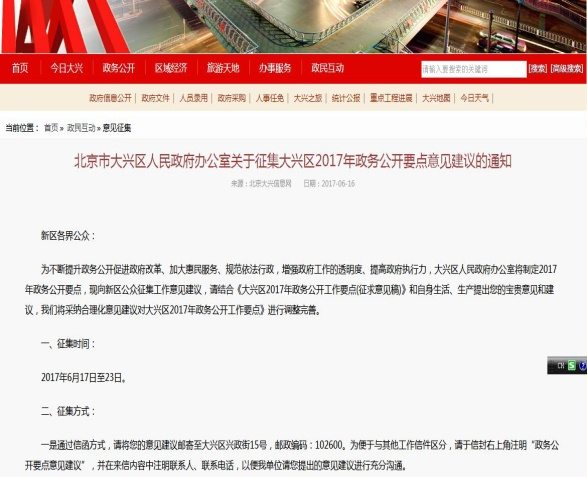 首页 今日大兴 政务公开 区域经济 旅游天地 办事服务 政民互动 请输入要搜索的关键词 [搜索] [高级搜索]
政府信息公开 | 政府文件 | 人员录用 | 政府采购 | 人事任免 | 大兴之旅 | 统计公报 | 重点工程进展 | 大兴地图 | 今日天气 |
当前位置： 首页 » 政民互动 » 意见征集
北京市大兴区人民政府办公室关于征集大兴区2017年政务公开要点意见建议的通知
来源：北京大兴信息网 日期：2017-06-16
新区各界公众：
为不断提升政务公开促进政府改革、加大惠民服务、规范依法行政，增强政府工作的透明度、提高政府执行力，大兴区人民政府办公室将制定2017
年政务公开要点，现向新区公众征集工作意见建议，请结合《大兴区2017年政务公开工作要点(征求意见稿)》和自身生活、生产提出您的宝贵意见和建
议，我们将采纳合理化意见建议对大兴区2017年政务公开工作要点》进行调整完善。
一、征集时间：
2017年6月17日至23日。
CH S ?
二、征集方式：
一是通过信函方式，请将您的意见建议邮寄至大兴区兴政街15号，邮政编码：102600。为便于与其他工作信件区分，请于信封右上角注明“政务公
开要点意见建议”，并在来信内容中注明联系人、联系电话，以便我单位请您提出的意见建议进行充分沟通。